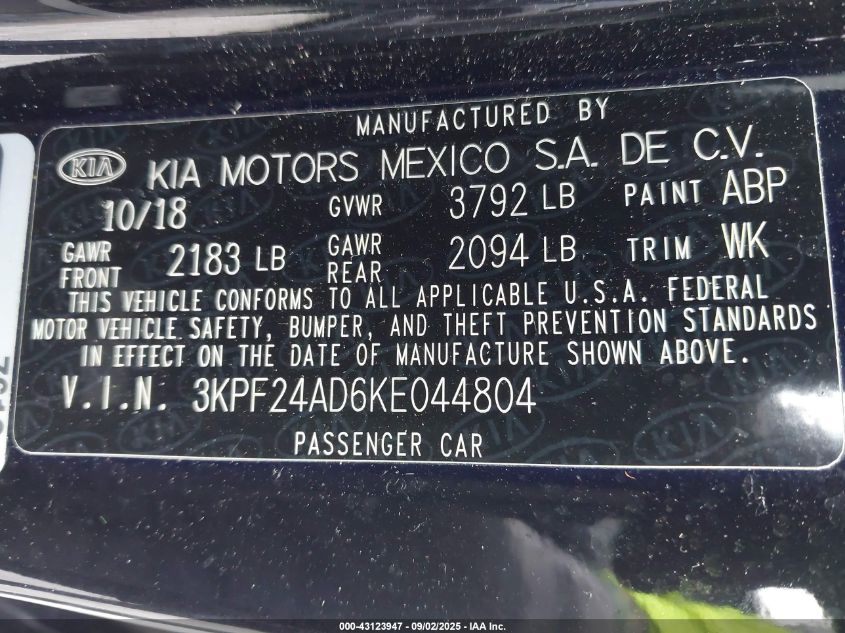 MANUFACTURED BY
KIA KIA MOTORS MEXICO S.A. DE C.V.
10/18 GVWR 3792 LB PAINT ABP
GAWR FRONT 2183 LB GAWR REAR 2094 LB TRIM WK
THIS VEHICLE CONFORMS TO ALL APPLICABLE U.S.A. FEDERAL
MOTOR VEHICLE SAFETY, BUMPER, AND THEFT PREVENTION STANDARDS
IN EFFECT ON THE DATE OF MANUFACTURE SHOWN ABOVE.
V.I.N. 3KPF24AD6KE044804
PASSENGER CAR
000-43123947 - 09/02/2025 - IAA Inc.